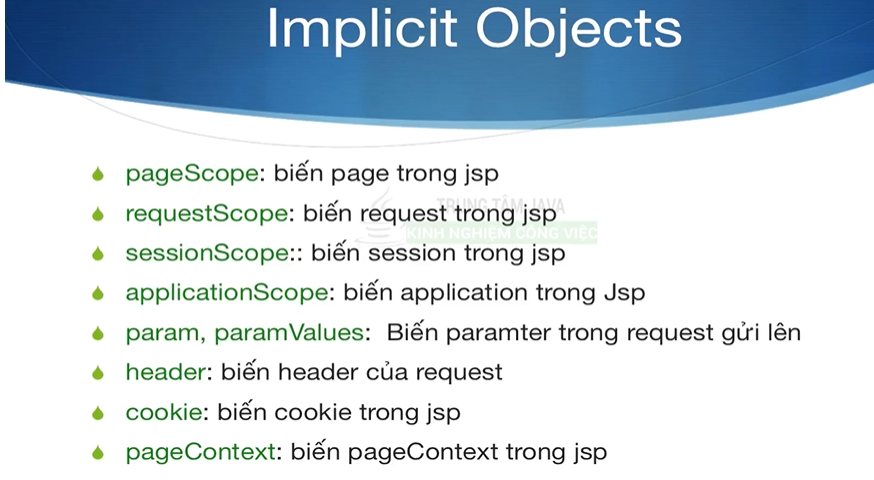 Implicit Objects
pageScope: biến page trong jsp
TRUNG TÂM JAVA
requestScope: biến request trong jsp
KINH NGHIỆM CÔNG VIỆC
sessionScope:: biến session trong jsp
applicationScope: biến application trong Jsp
param, paramValues: Biến paramter trong request gửi lên
header: biến header của request
cookie: biến cookie trong jsp
pageContext: biến pageContext trong jsp